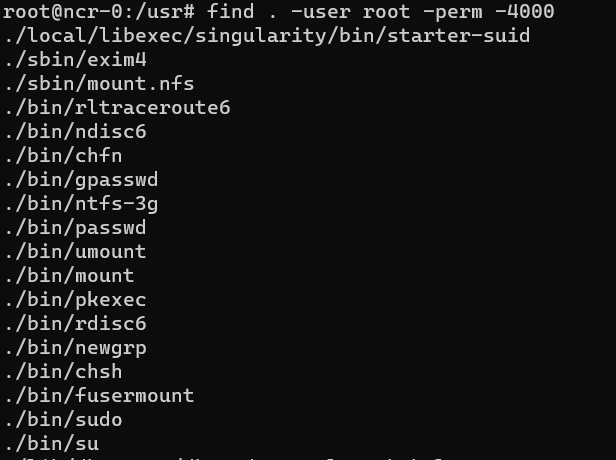 root@ncr-0:/usr# find . -user root -perm -4000
./local/libexec/singularity/bin/starter-suid
./sbin/exim4
./sbin/mount.nfs
./bin/rltraceroute6
./bin/ndisc6
./bin/chfn
./bin/gpasswd
./bin/ntfs-3g
./bin/passwd
./bin/umount
./bin/mount
./bin/pkexec
./bin/rdisc6
./bin/newgrp
./bin/chsh
./bin/fusermount
./bin/sudo
./bin/su